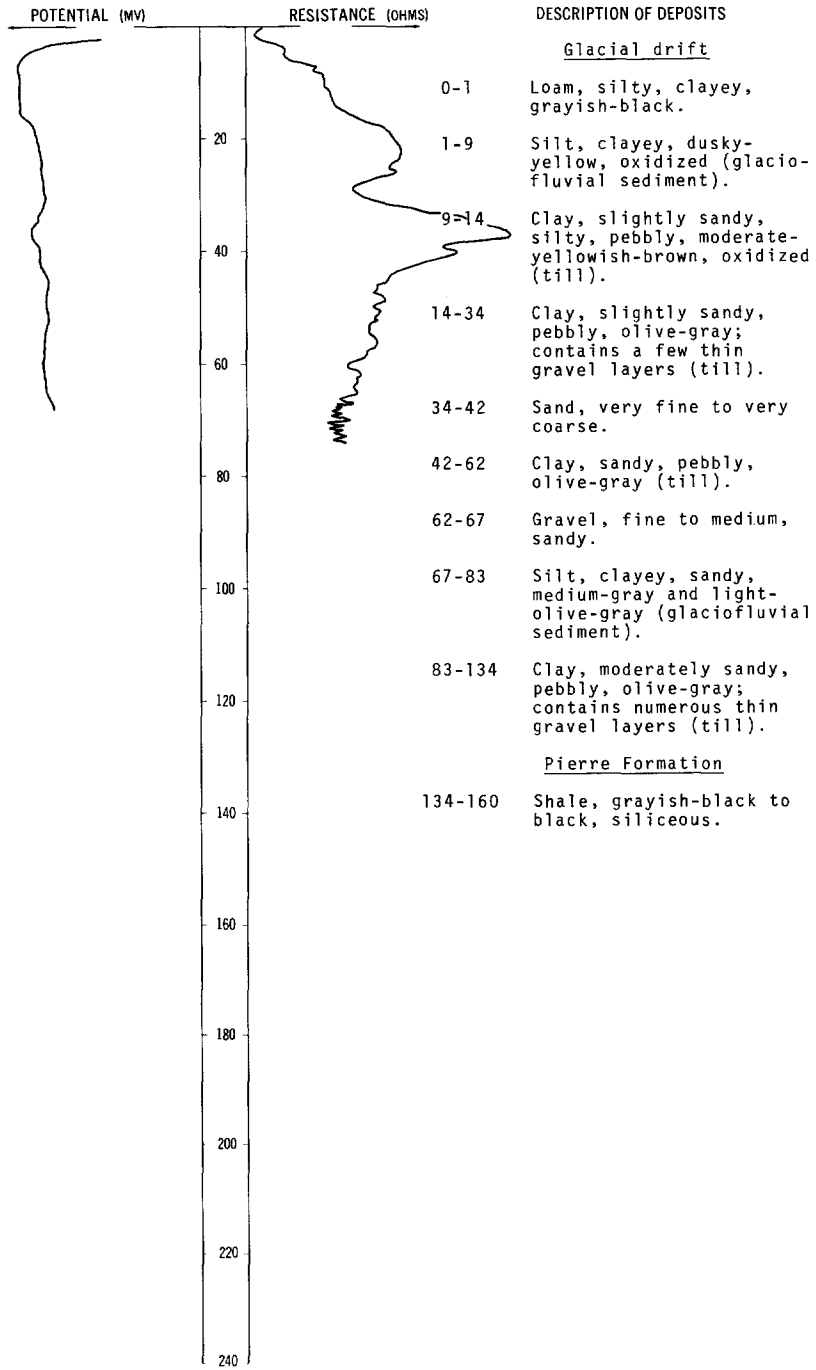 POTENTIAL (MV) RESISTANCE (OHMS) DESCRIPTION OF DEPOSITS
Glacial drift
0-1 Loam, silty, clayey,
grayish-black.
1-9 Silt, clayey, dusky-
yellow, oxidized (glacio-
fluvial sediment).
9-14 Clay, slightly sandy,
silty, pebbly, moderate-
yellowish-brown, oxidized
(till).
14-34 Clay, slightly sandy,
pebbly, olive-gray;
contains a few thin
gravel layers (till).
34-42 Sand, very fine to very
coarse.
42-62 Clay, sandy, pebbly,
olive-gray (till).
62-67 Gravel, fine to medium,
sandy.
67-83 Silt, clayey, sandy,
medium-gray and light-
olive-gray (glaciofluvial
sediment).
83-134 Clay, moderately sandy,
pebbly, olive-gray;
contains numerous thin
gravel layers (till).
Pierre Formation
134-160 Shale, grayish-black to
black, siliceous.
20
40
60
80
100
120
140
160
180
200
220
240